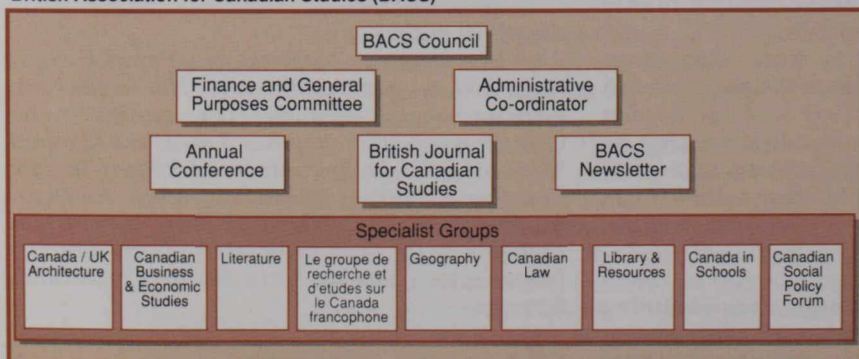 British Association for Canadian Studies (BACS)
BACS Council
Finance and General
Purposes Committee
Administrative
Co-ordinator
Annual
Conference
British Journal
for Canadian
Studies
BACS
Newsletter
Specialist Groups
Canada / UK
Architecture
Canadian
Business
& Economic
Studies
Literature
Le groupe de
recherche et
d'etudes sur
le Canada
francophone
Geography
Canadian
Law
Library &
Resources
Canada in
Schools
Canadian
Social
Policy
Forum